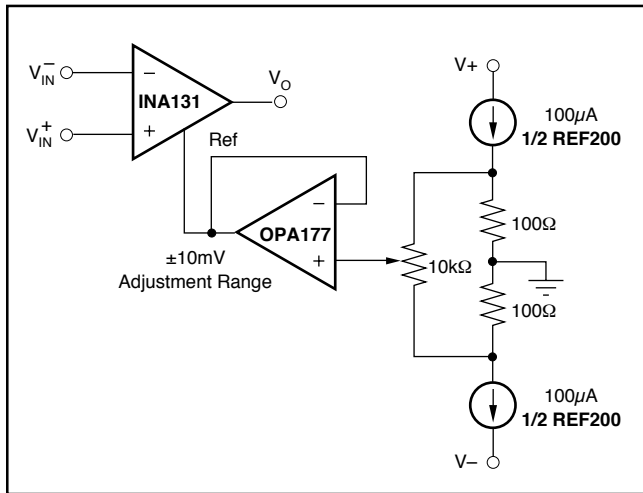 V–IN
V+IN
–
+
INA131
VO
Ref
–
+
OPA177
±10mV
Adjustment Range
10kΩ
V+
100µA
1/2 REF200
100Ω
100Ω
100µA
1/2 REF200
V–